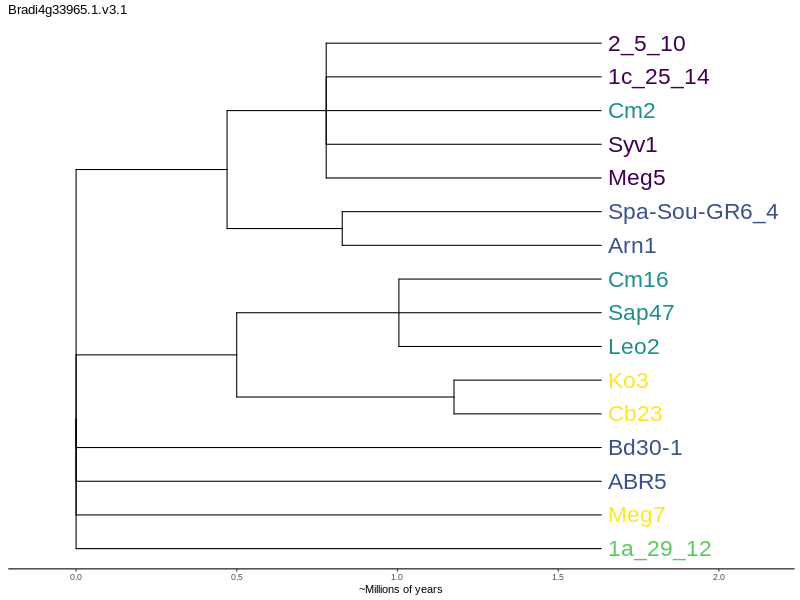 Bradi4g33965.1.v3.1
2_5_10
1c_25_14
Cm2
Syv1
Meg5
Spa-Sou-GR6_4
Arn1
Cm16
Sap47
Leo2
Ko3
Cb23
Bd30-1
ABR5
Meg7
1a_29_12
0.0 0.5 1.0 1.5 2.0
~Millions of years